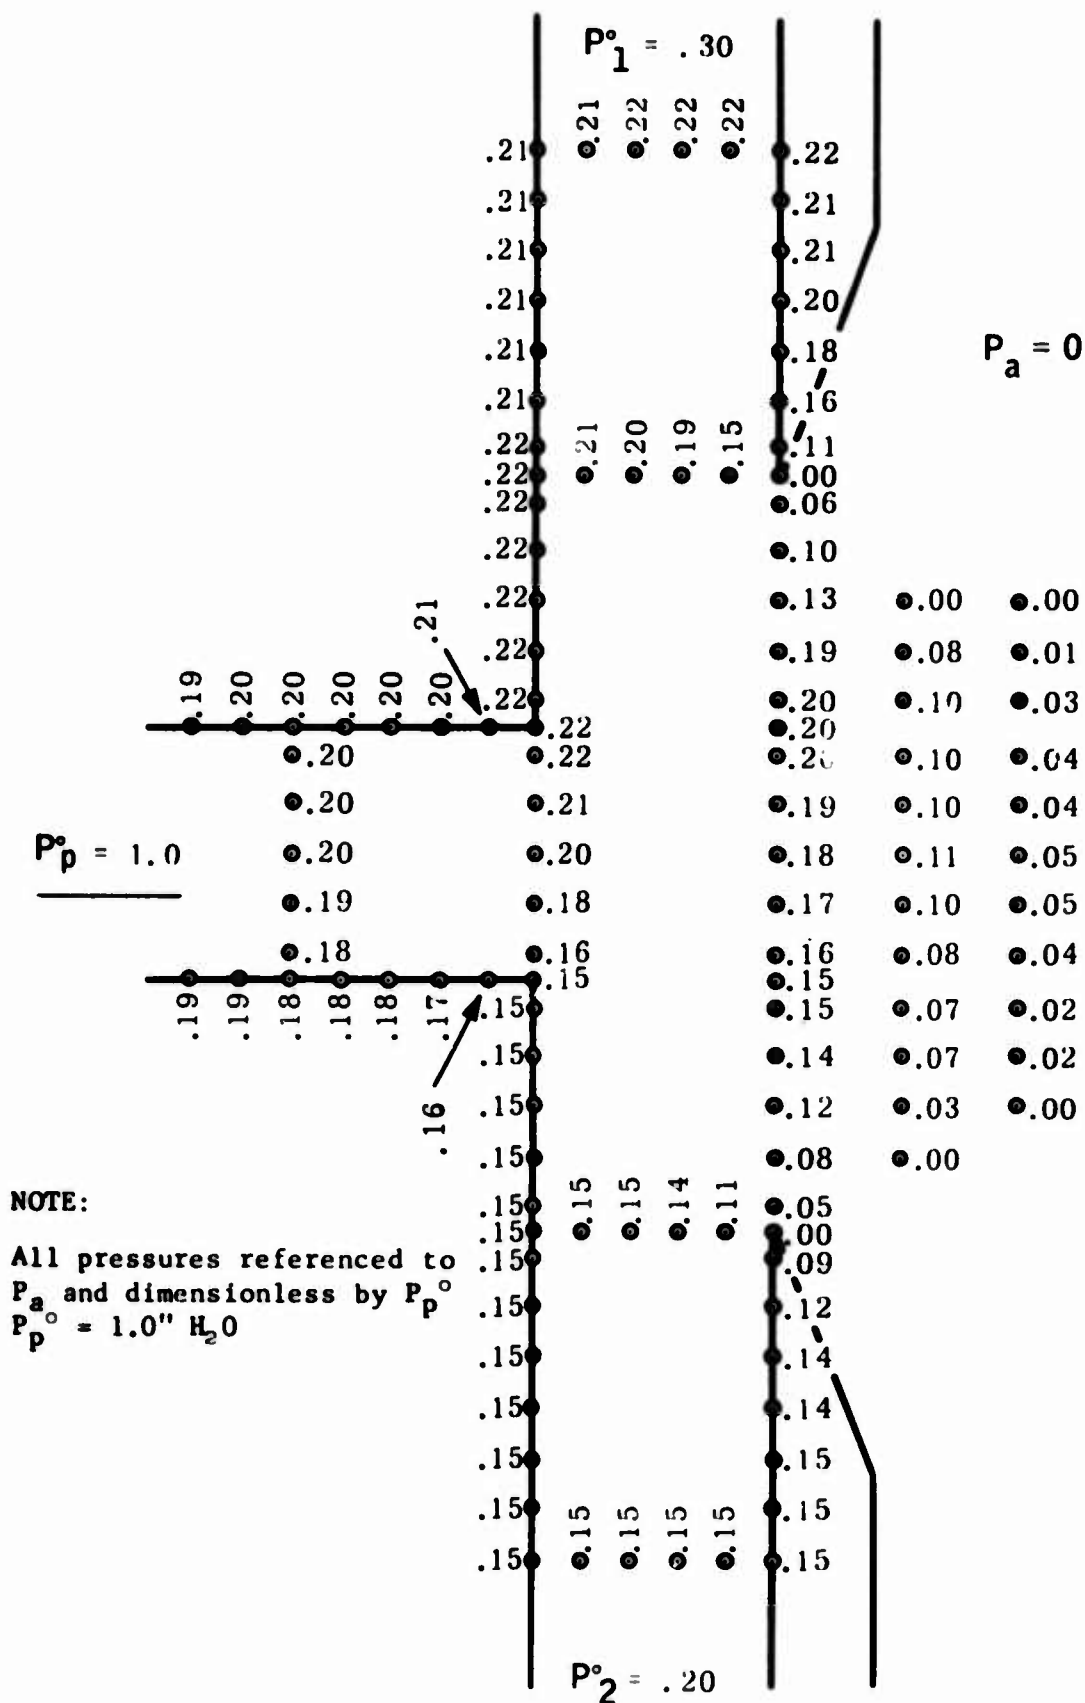 P°1 = .30
.21 .22 .22 .22
.21 .22
.21 .21
.21 .21
.21 .20
.21 .18
P a = 0
.21 .16
.21 .20 .19 .15
.22 .11
.22 .00
.22 .06
.22 .10
.22 .13 .00 .00
.21
.22 .19 .08 .01
.19 .20 .20 .20 .20 .20
.22 .20 .10 .03
.22 .20
.20 .22 .10 .04
.20 .21 .19 .10 .04
P°p = 1.0
.20 .20 .18 .11 .05
.19 .18 .17 .10 .05
.18 .16 .16 .08 .04
.15 .15
.19 .19 .18 .18 .18 .17
.15 .15 .07 .02
.15 .14 .07 .02
.16
.15 .12 .03 .00
.15 .08 .00
.15 .15 .14 .11
NOTE:
.15 .05
.15 .00
All pressures referenced to
.15 .09
Pa and dimensionless by Pp°
.15 .12
Pp° = 1.0" H2O
.15 .14
.15 .14
.15 .15
.15 .15
.15 .15 .15 .15
.15 .15
P°2 = .20